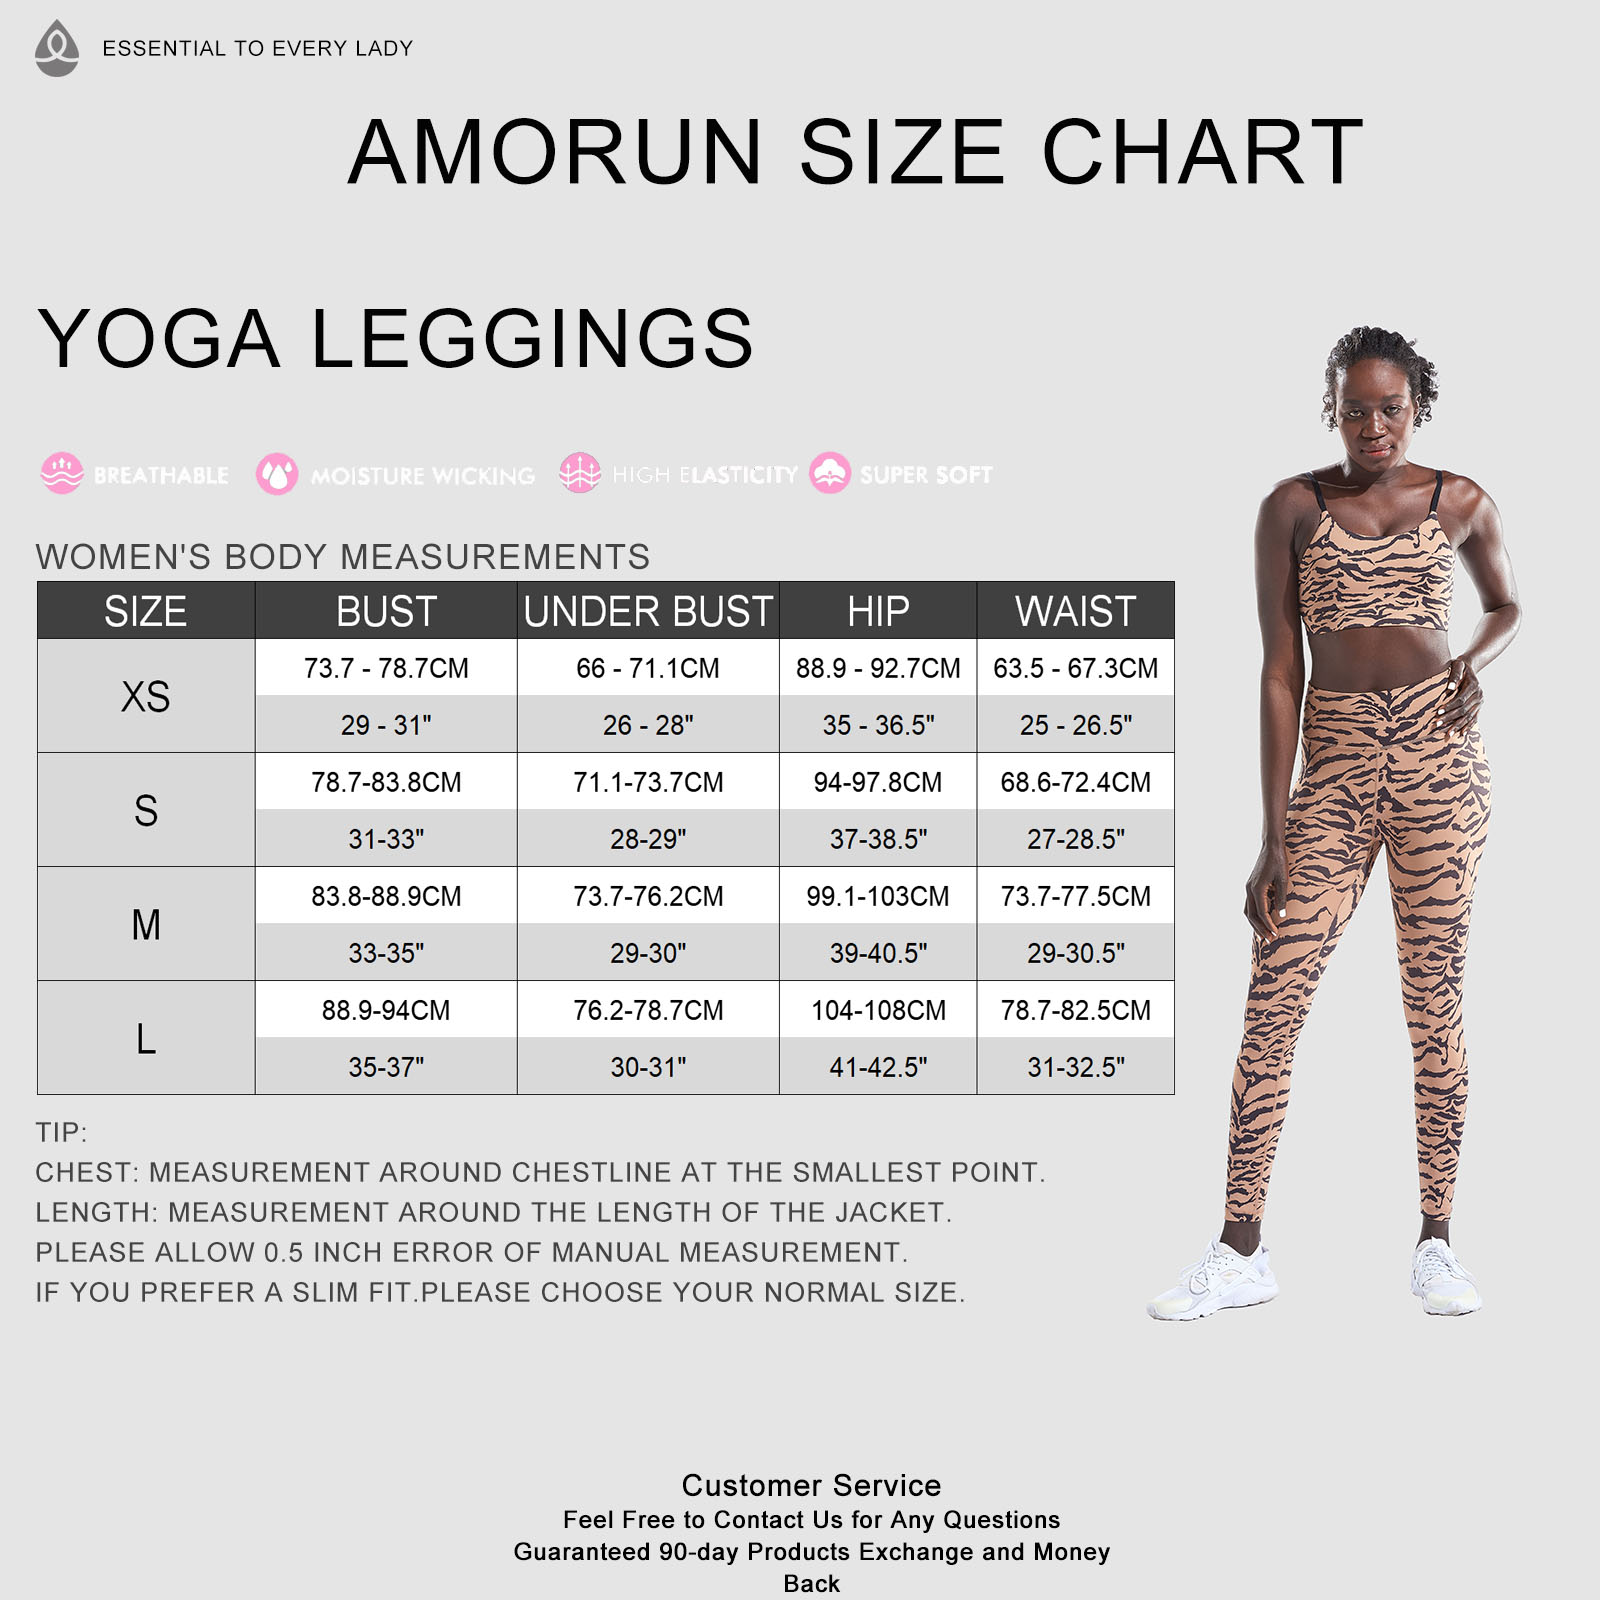 ESSENTIAL TO EVERY LADY
AMORUN SIZE CHART
YOGA LEGGINGS
BREATHABLE MOISTURE WICKING HIGH ELASTICITY SUPER SOFT
WOMEN'S BODY MEASUREMENTS
SIZE BUST UNDER BUST HIP WAIST
XS
73.7 - 78.7CM 66 - 71.1CM 88.9 - 92.7CM 63.5 - 67.3CM
29 - 31" 26 - 28" 35 - 36.5" 25 - 26.5"
S
78.7-83.8CM 71.1-73.7CM 94-97.8CM 68.6-72.4CM
31-33" 28-29" 37-38.5" 27-28.5"
M
83.8-88.9CM 73.7-76.2CM 99.1-103CM 73.7-77.5CM
33-35" 29-30" 39-40.5" 29-30.5"
L
88.9-94CM 76.2-78.7CM 104-108CM 78.7-82.5CM
35-37" 30-31" 41-42.5" 31-32.5"
TIP:
CHEST: MEASUREMENT AROUND CHESTLINE AT THE SMALLEST POINT.
LENGTH: MEASUREMENT AROUND THE LENGTH OF THE JACKET.
PLEASE ALLOW 0.5 INCH ERROR OF MANUAL MEASUREMENT.
IF YOU PREFER A SLIM FIT.PLEASE CHOOSE YOUR NORMAL SIZE.
Customer Service
Feel Free to Contact Us for Any Questions
Guaranteed 90-day Products Exchange and Money
Back